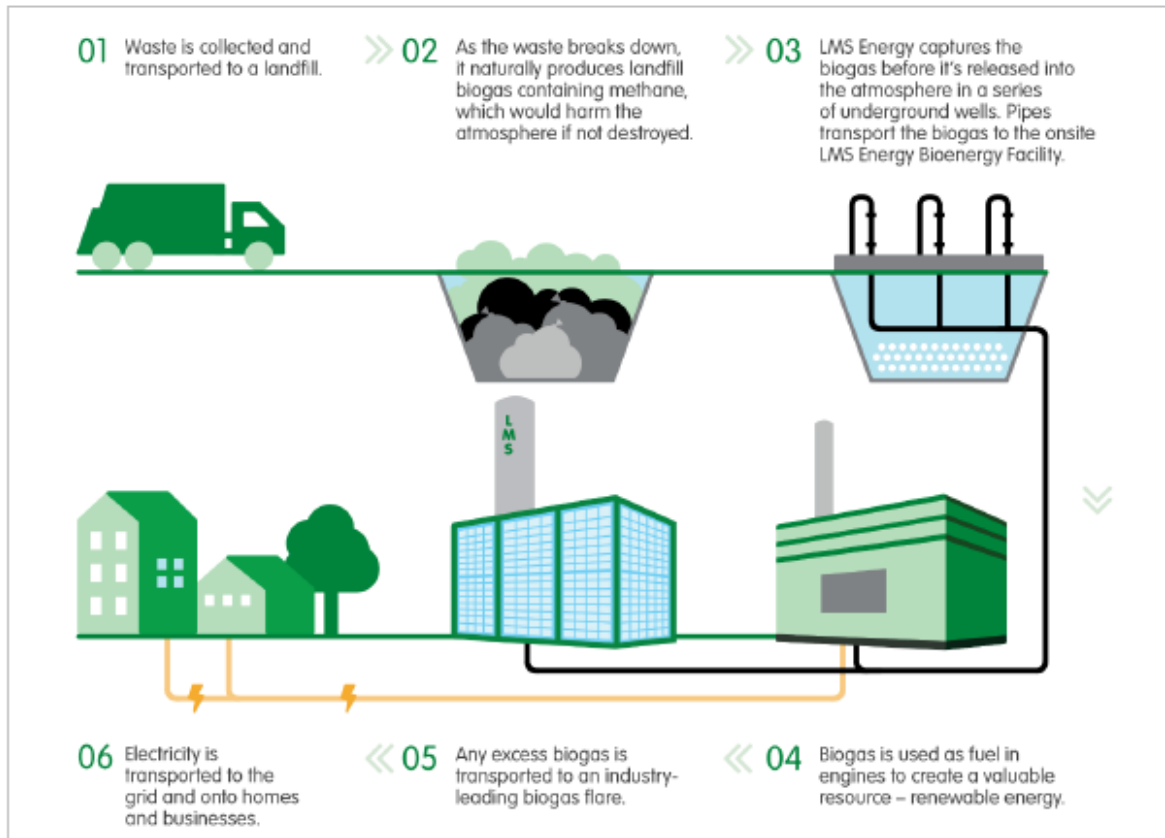 01 Waste is collected and
transported to a landfill.
02 As the waste breaks down,
it naturally produces landfill
biogas containing methane,
which would harm the
atmosphere if not destroyed.
03 LMS Energy captures the
biogas before it's released into
the atmosphere in a series
of underground wells. Pipes
transport the biogas to the onsite
LMS Energy Bioenergy Facility.
L
M
S
06 Electricity is
transported to the
grid and onto homes
and businesses.
05 Any excess biogas is
transported to an industry-
leading biogas flare.
04 Biogas is used as fuel in
engines to create a valuable
resource – renewable energy.